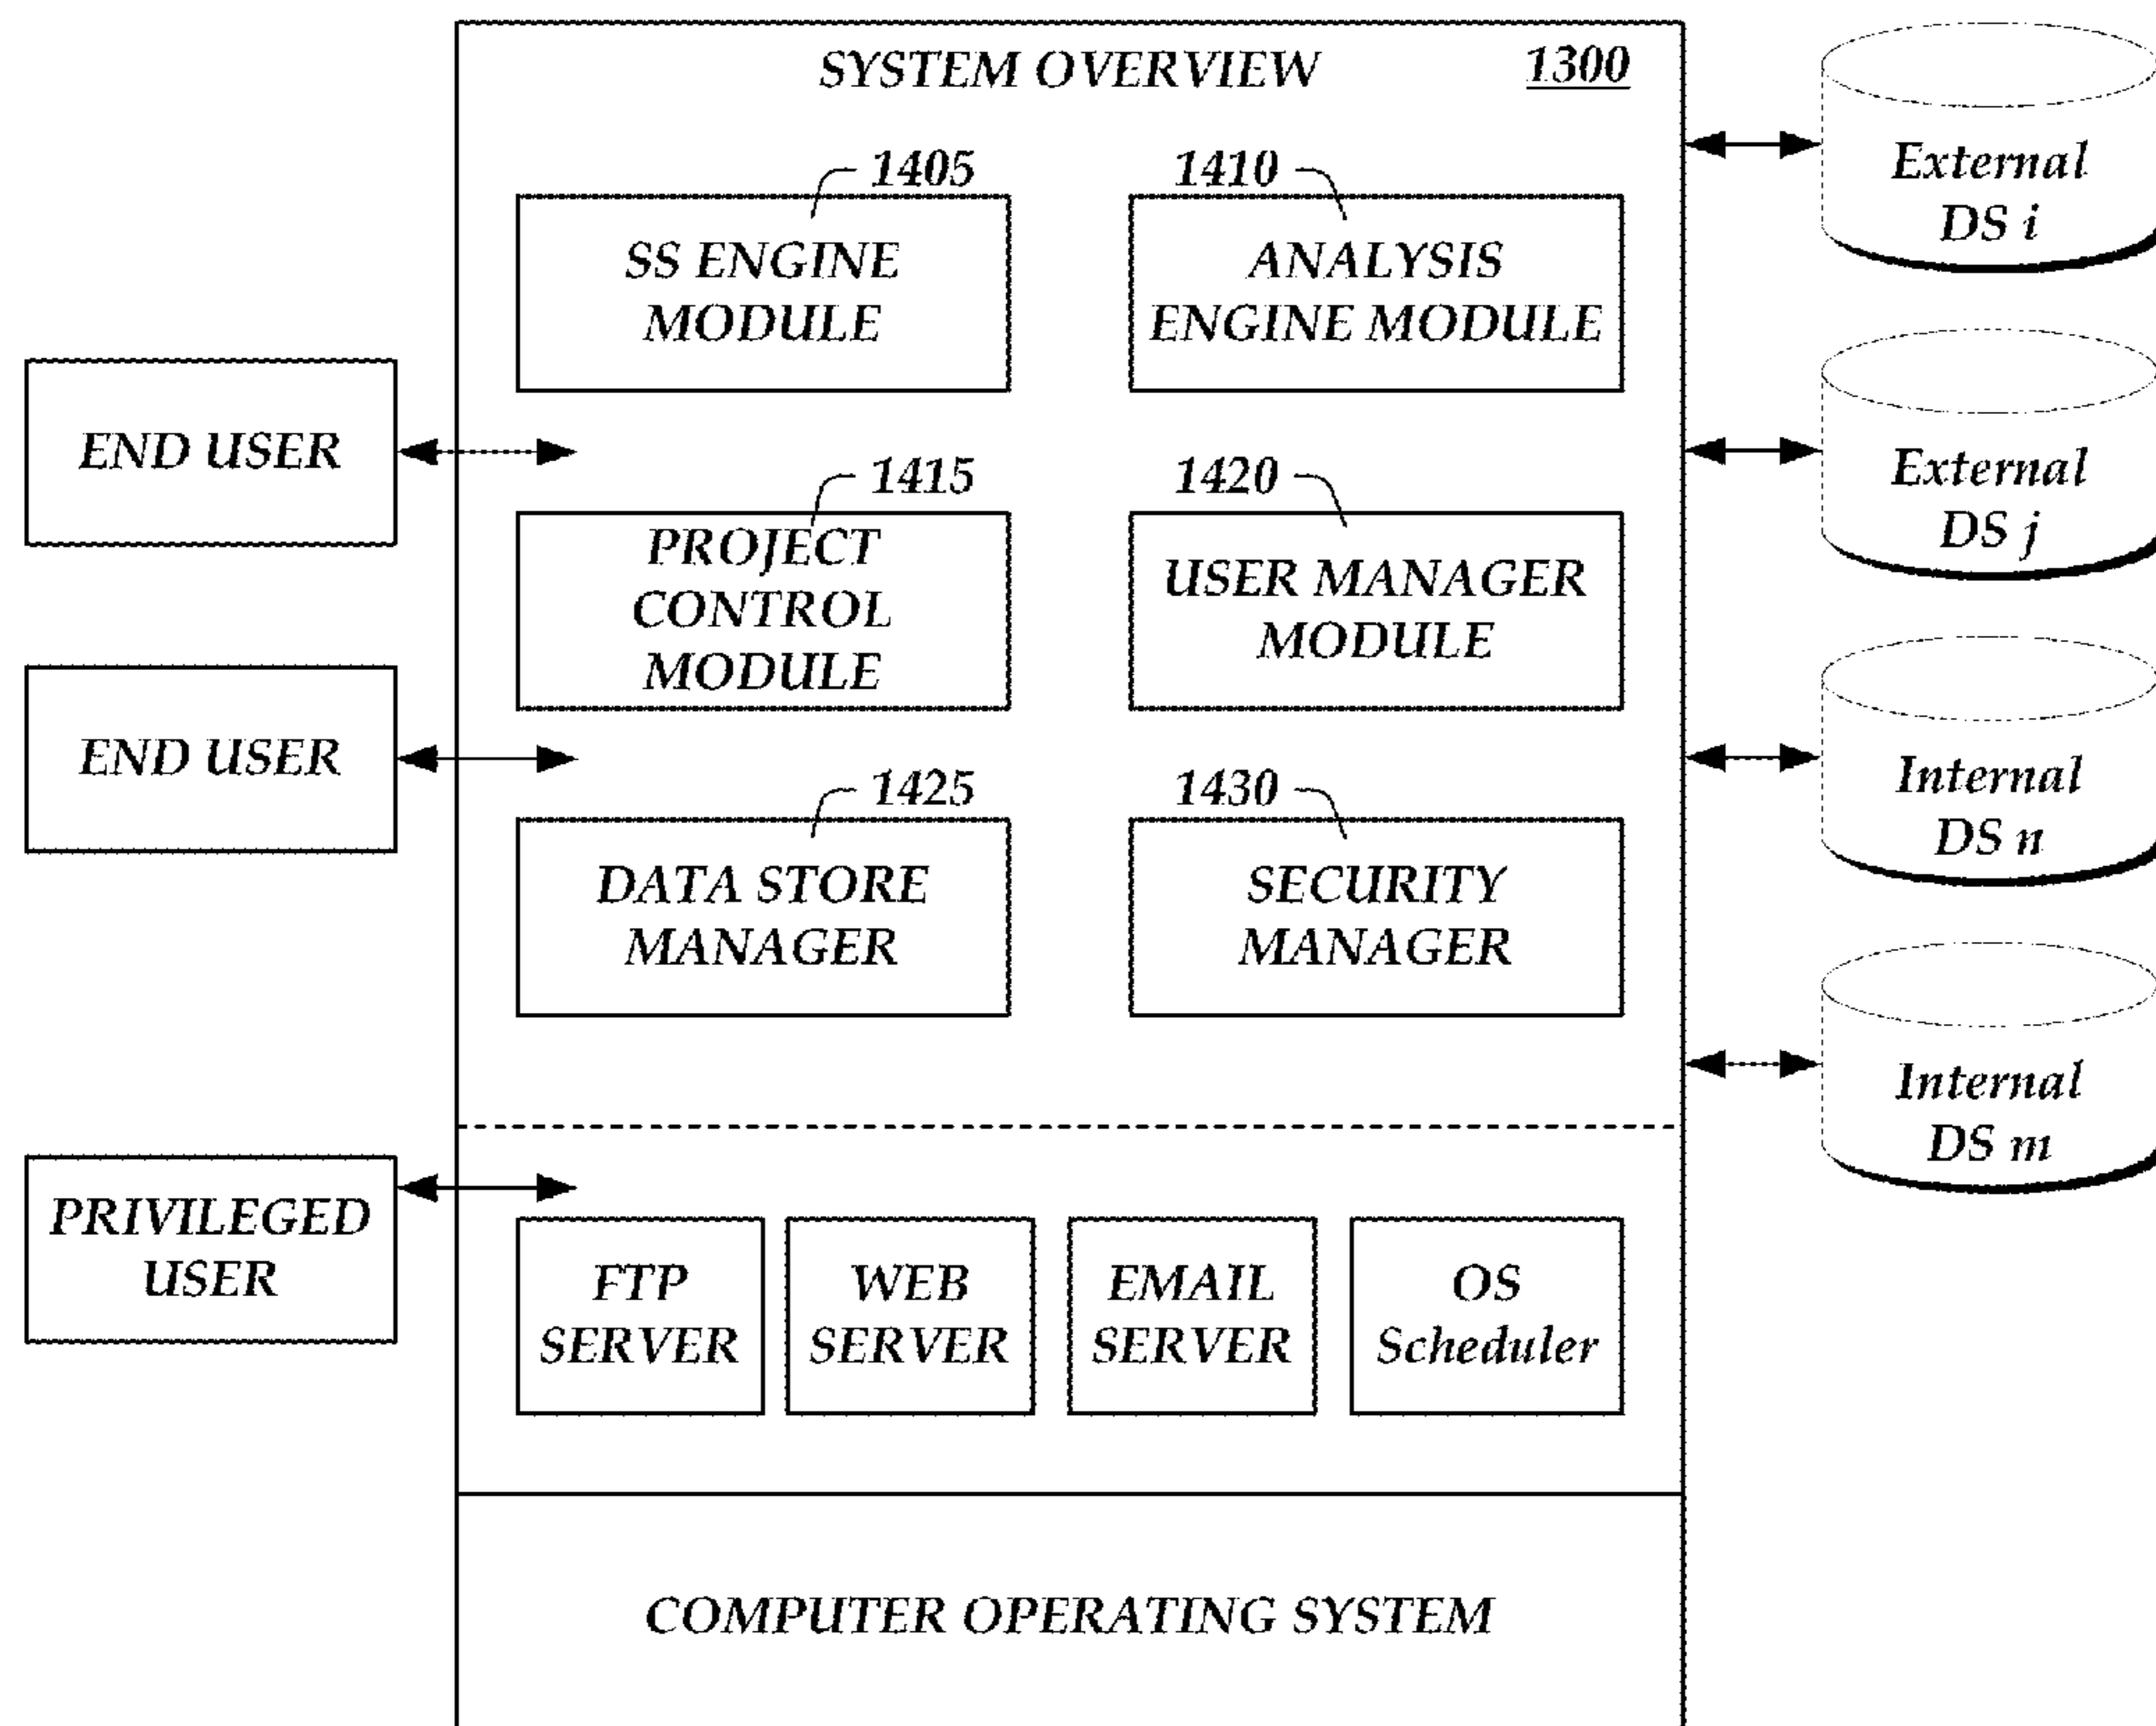 SYSTEM OVERVIEW 1300
1405
SS ENGINE
MODULE
1410
ANALYSIS
ENGINE MODULE
External
DS i
END USER
1415
PROJECT
CONTROL
MODULE
1420
USER MANAGER
MODULE
External
DS j
END USER
1425
DATA STORE
MANAGER
1430
SECURITY
MANAGER
Internal
DS n
Internal
DS m
PRIVILEGED
USER
FTP
SERVER
WEB
SERVER
EMAIL
SERVER
OS
Scheduler
COMPUTER OPERATING SYSTEM